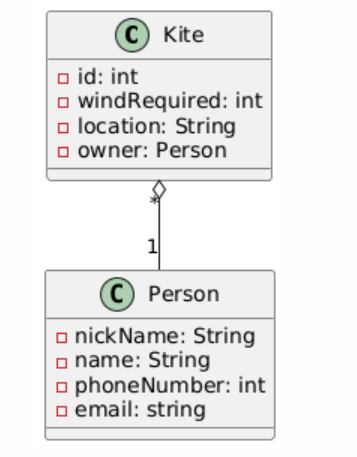 C Kite
id: int
windRequired: int
location: String
owner: Person
*
1
C Person
nickName: String
name: String
phoneNumber: int
email: string